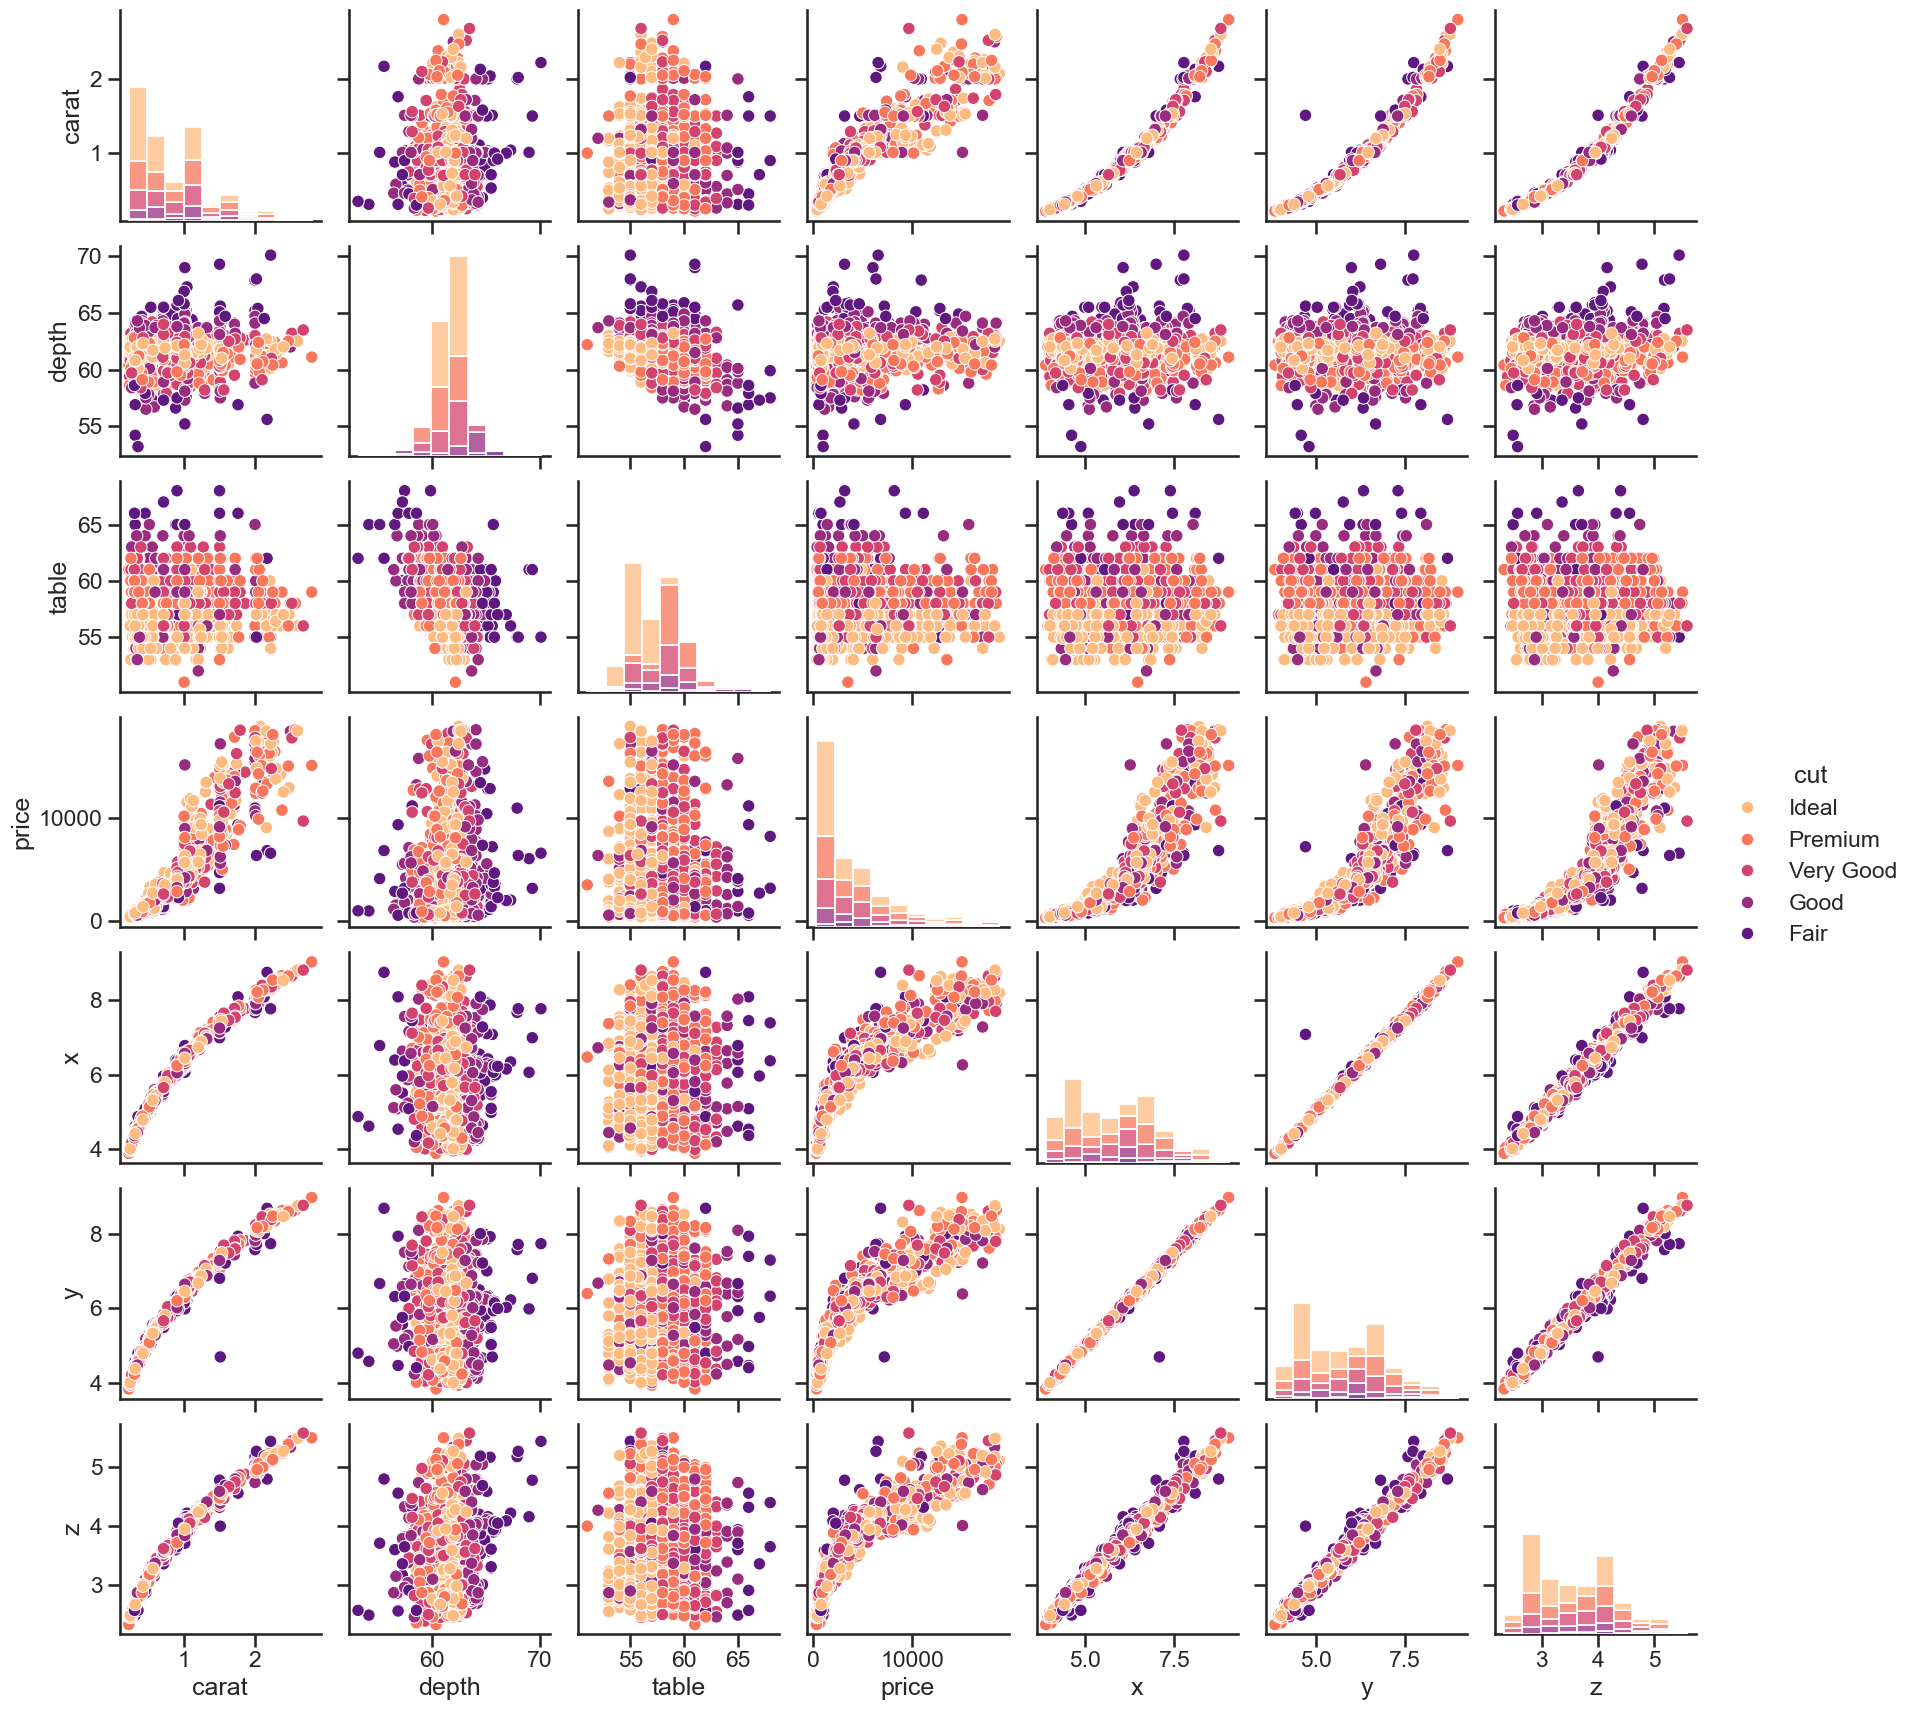 carat
2
1
depth
70
65
60
55
table
65
60
55
price
10000
0
x
8
6
4
y
8
6
4
z
5
4
3
1 2 60 70 55 60 65 0 10000 5.0 7.5 5.0 7.5 3 4 5
carat depth table price x y z
cut
Ideal
Premium
Very Good
Good
Fair